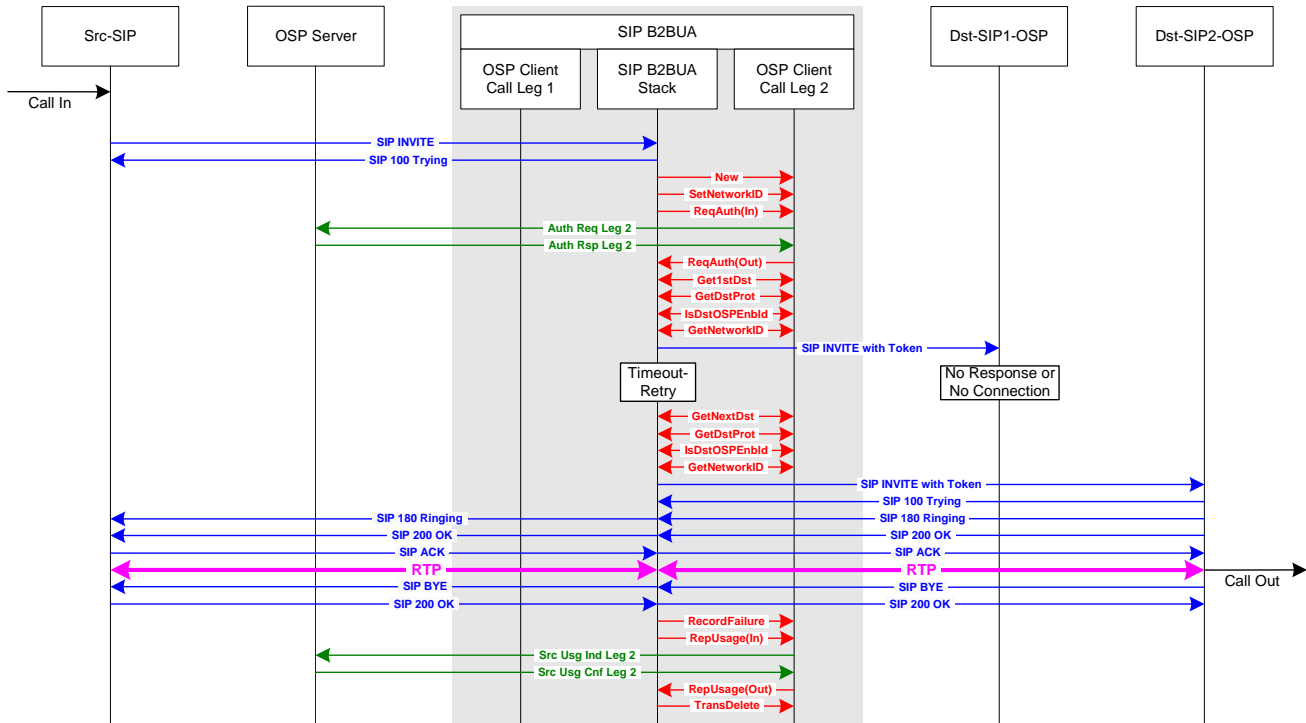 Src-SIP
OSP Server
SIP B2BUA
Dst-SIP1-OSP
Dst-SIP2-OSP
OSP Client
Call Leg 1
SIP B2BUA
Stack
OSP Client
Call Leg 2
Call In
SIP INVITE
SIP 100 Trying
New
SetNetworkID
ReqAuth(In)
Auth Req Leg 2
Auth Rsp Leg 2
ReqAuth(Out)
Get1stDst
GetDstProt
IsDstOSPEnbld
GetNetworkID
SIP INVITE with Token
Timeout-
Retry
No Response or
No Connection
GetNextDst
GetDstProt
IsDstOSPEnbld
GetNetworkID
SIP INVITE with Token
SIP 100 Trying
SIP 180 Ringing
SIP 180 Ringing
SIP 200 OK
SIP 200 OK
SIP ACK
SIP ACK
RTP
RTP
Call Out
SIP BYE
SIP BYE
SIP 200 OK
SIP 200 OK
RecordFailure
RepUsage(In)
Src Usg Ind Leg 2
Src Usg Cnf Leg 2
RepUsage(Out)
TransDelete